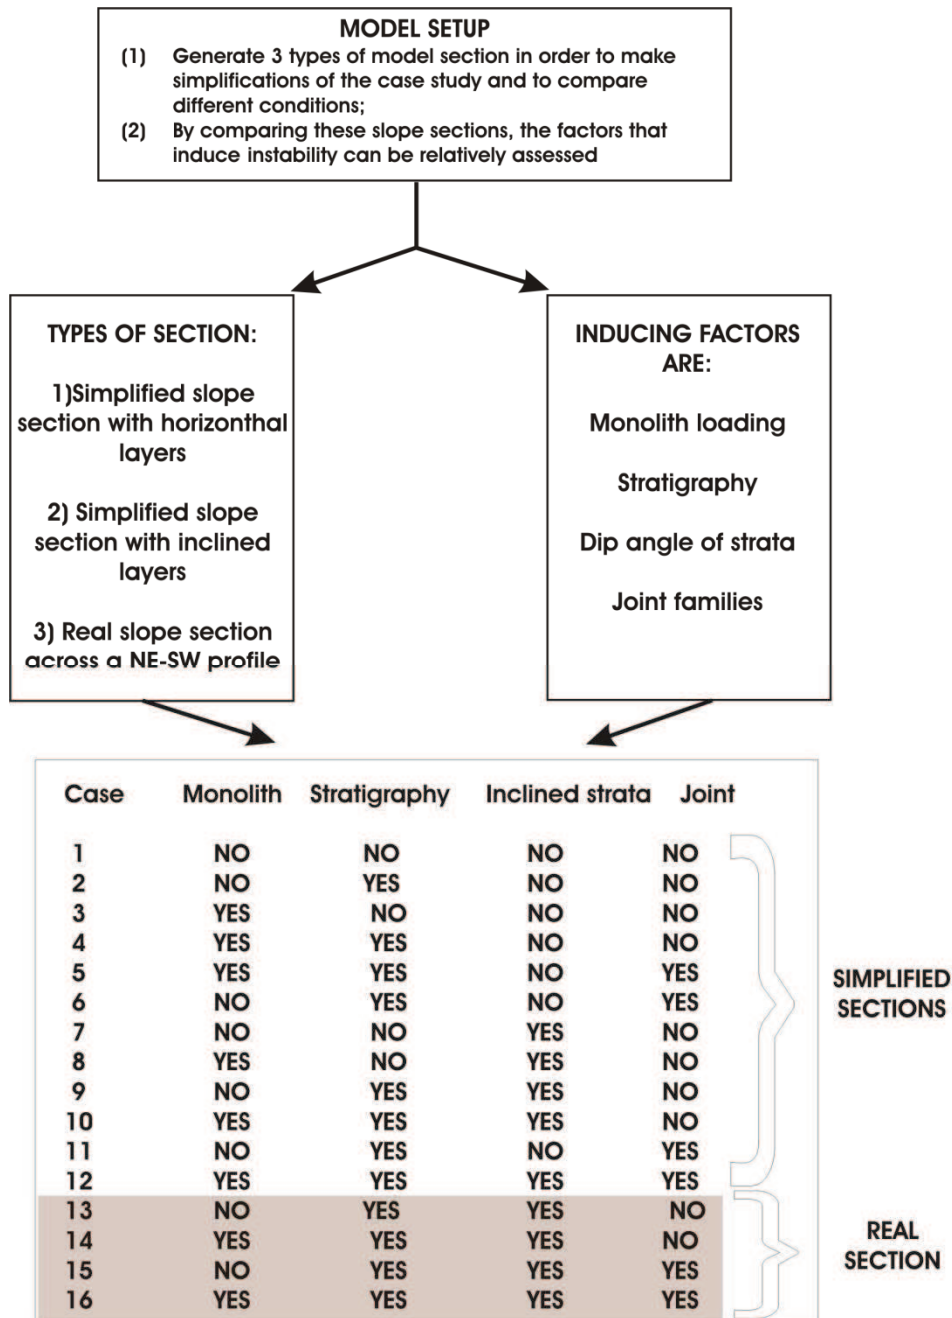 MODEL SETUP
(1) Generate 3 types of model section in order to make
simplifications of the case study and to compare
different conditions;
(2) By comparing these slope sections, the factors that
induce instability can be relatively assessed
TYPES OF SECTION:
1)Simplified slope
section with horizonthal
layers
2) Simplified slope
section with inclined
layers
3) Real slope section
across a NE-SW profile
INDUCING FACTORS
ARE:
Monolith loading
Stratigraphy
Dip angle of strata
Joint families
Case Monolith Stratigraphy Inclined strata Joint
1 NO NO NO NO
2 NO YES NO NO
3 YES NO NO NO
4 YES YES NO NO
5 YES YES NO YES
6 NO YES NO YES
7 NO NO YES NO
8 YES NO YES NO
9 NO YES YES NO
10 YES YES YES NO
11 NO YES NO YES
12 YES YES YES YES
13 NO YES YES NO
14 YES YES YES NO
15 NO YES YES YES
16 YES YES YES YES
SIMPLIFIED
SECTIONS
REAL
SECTION